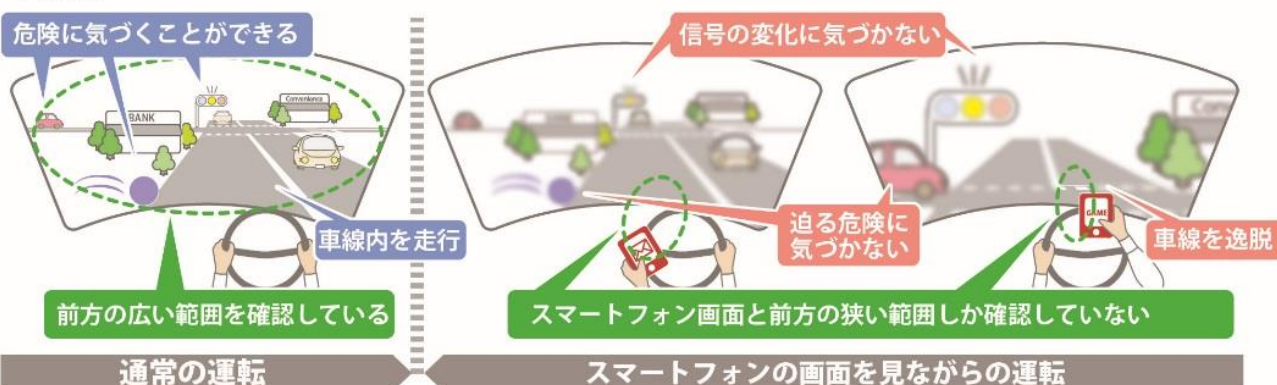 危険に気づくことができる
BANK
Convenience
車線内を走行
前方の広い範囲を確認している
通常の運転
信号の変化に気づかない
迫る危険に
気づかない
GAME
車線を逸脱
スマートフォン画面と前方の狭い範囲しか確認していない
スマートフォンの画面を見ながらの運転